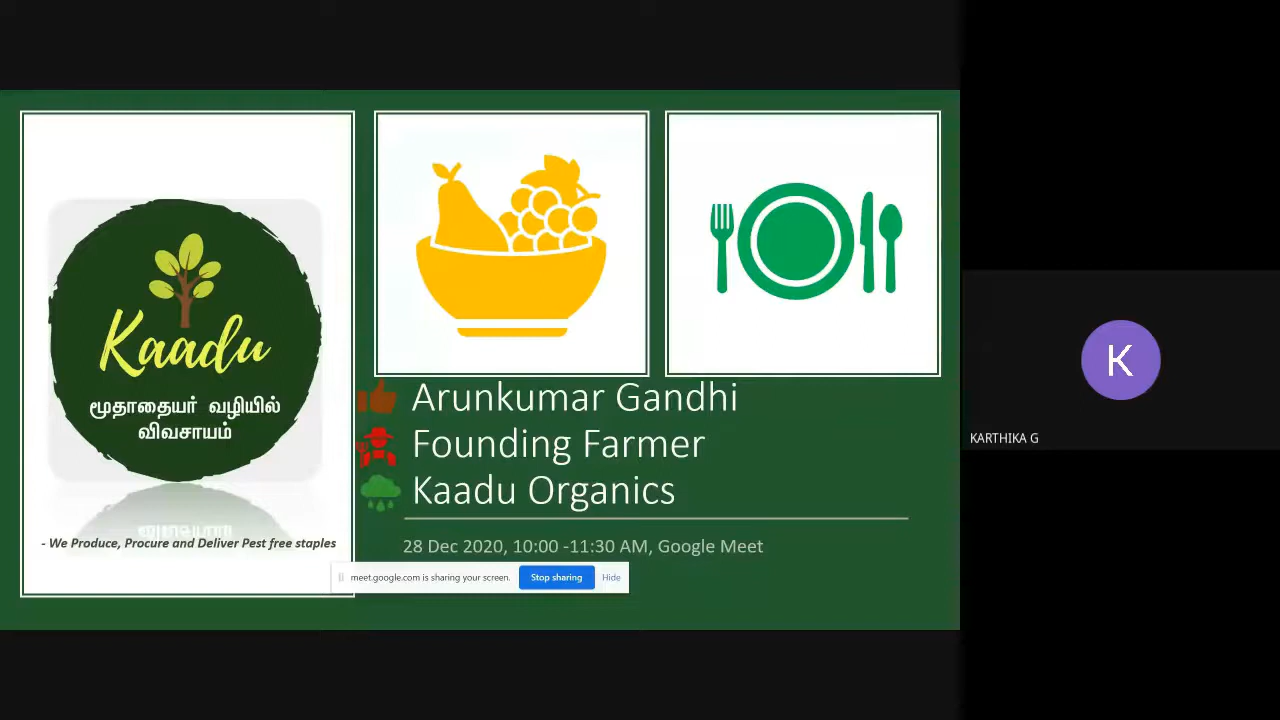 Kaadu
மூதாதையர் வழியில்
விவசாயம்
- We Produce, Procure and Deliver Pest free staples
Arunkumar Gandhi
Founding Farmer
Kaadu Organics
28 Dec 2020, 10:00 -11:30 AM, Google Meet
meet.google.com is sharing your screen.
Stop sharing
Hide
K
KARTHIKA G